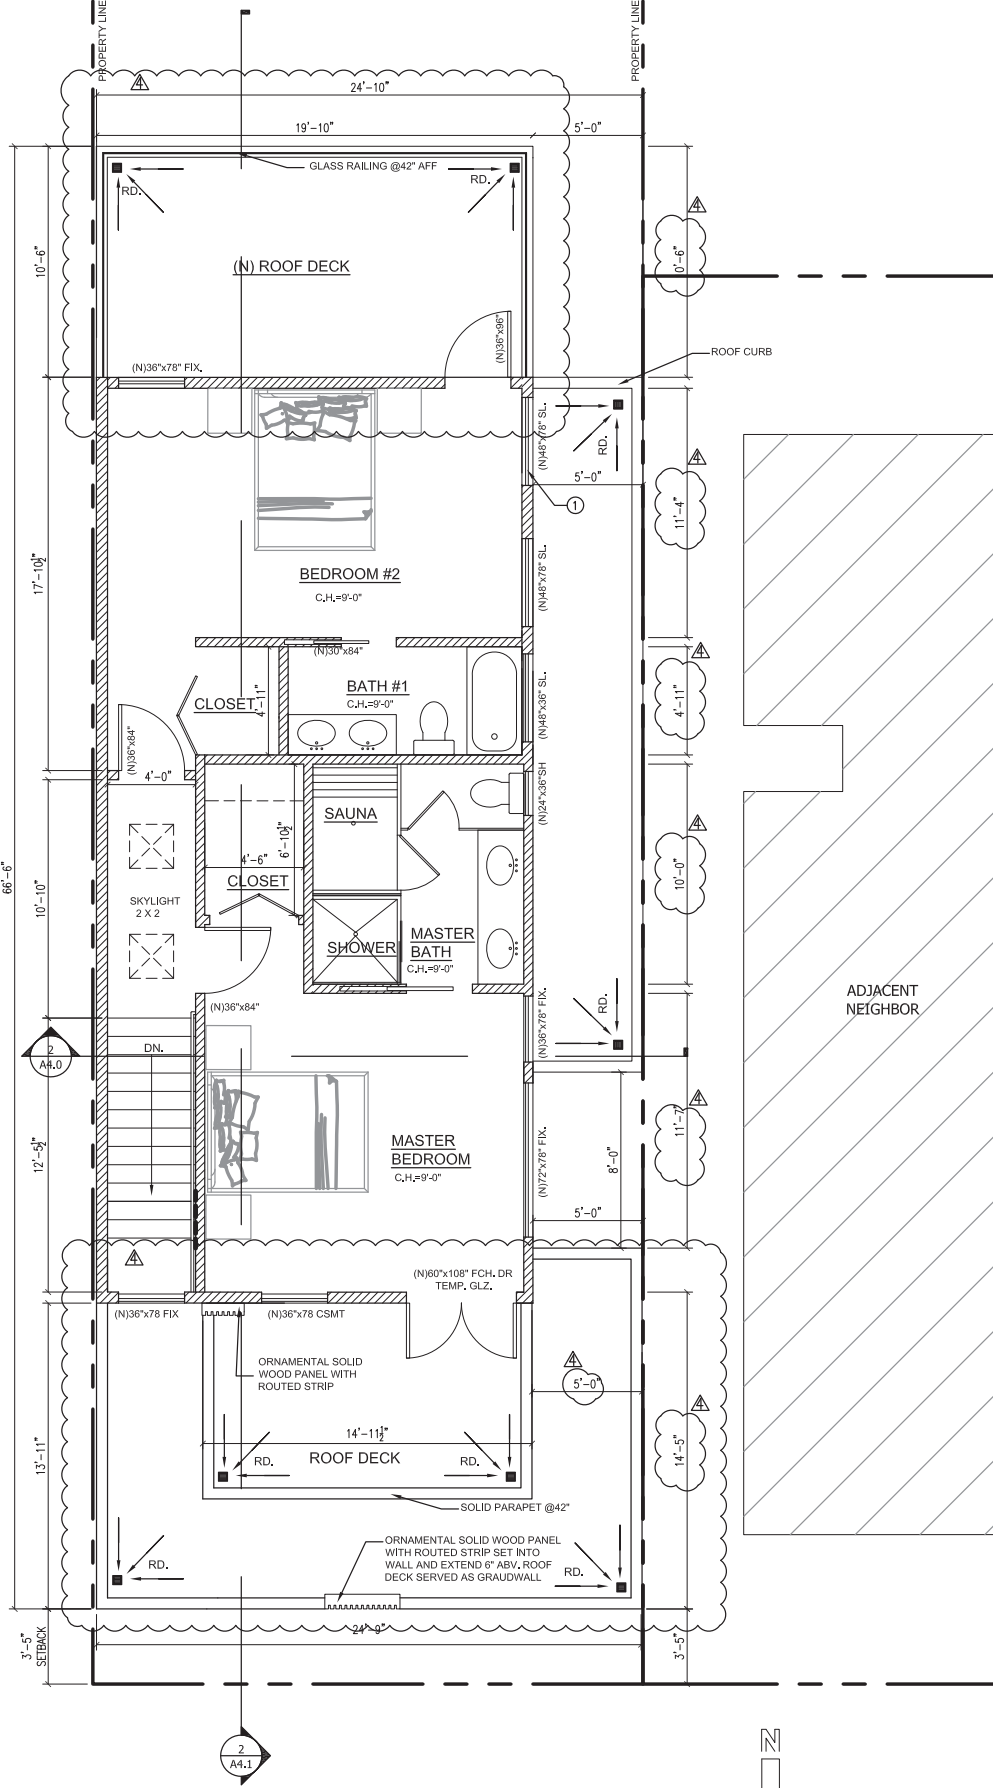 PROPERTY LINE
PROPERTY LINE
4
24'-10"
19'-10"
5'-0"
GLASS RAILING @42" AFF
RD.
RD.
4
10'-6"
0'-6"
(N) ROOF DECK
(N)36"x96"
ROOF CURB
(N)36"x78" FIX.
(N)48"x78" SL.
RD.
5'-0"
4
1
11'-4"
17'-10½"
BEDROOM #2
C.H.=9'-0"
(N)48"x78" SL.
(N)30"x84"
4
CLOSET
4'-11"
BATH #1
C.H.=9'-0"
(N)48"x36" SL.
4'-11"
(N)36"x84"
4'-0"
(N)24"x36"SH
SAUNA
4
6'-10½"
4'-6"
CLOSET
10'-0"
66'-6"
10'-10"
SKYLIGHT
2 X 2
SHOWER
MASTER
BATH
C.H.=9'-0"
ADJACENT
NEIGHBOR
(N)36"x84"
(N)36"x78" FIX.
RD.
2
A4.0
DN.
4
12'-5½"
MASTER
BEDROOM
C.H.=9'-0"
(N)72"x78" FIX.
8'-0"
11'-7"
5'-0"
4
(N)60"x108" FCH. DR
TEMP. GLZ.
(N)36"x78 FIX
(N)36"x78 CSMT
ORNAMENTAL SOLID
WOOD PANEL WITH
ROUTED STRIP
4
5'-0"
4
13'-11"
14'-11½"
14'-5"
ROOF DECK
RD.
RD.
SOLID PARAPET @42"
ORNAMENTAL SOLID WOOD PANEL
WITH ROUTED STRIP SET INTO
WALL AND EXTEND 6" ABV. ROOF
DECK SERVED AS GRAUDWALL
RD.
RD.
24'-9"
3'-5"
SETBACK
3'-5"
2
A4.1
N